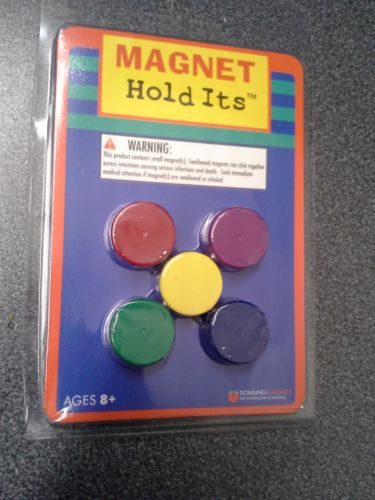 MAGNET
Hold Its™
WARNING:
This product contains small magnet(s). Swallowed magnets can stick together
across intestines causing serious infections and death. Seek immediate
medical attention if magnet(s) are swallowed or inhaled.
AGES 8+
DOWLING MAGNETS